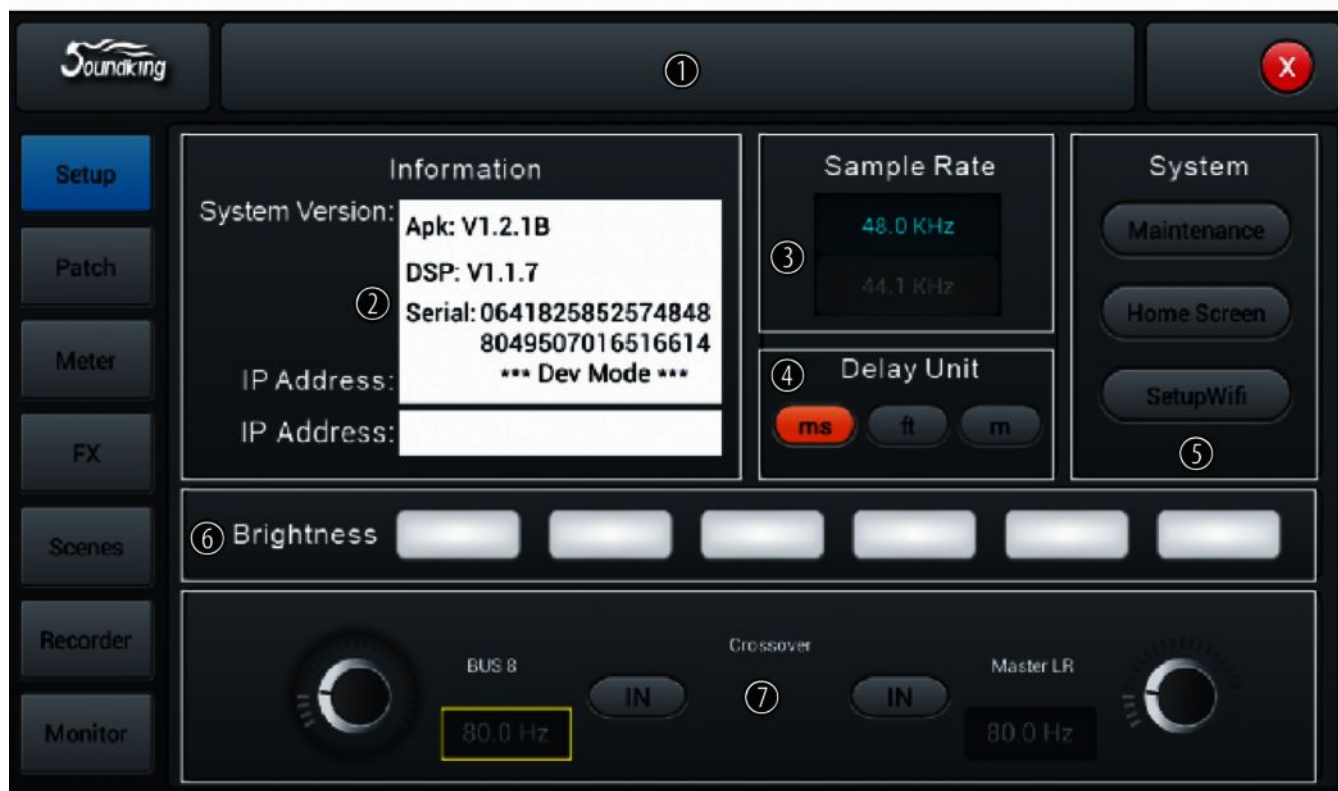 Soundking
①
X
Setup
Patch
Meter
FX
Scenes
Recorder
Monitor
Information
System Version:
Apk: V1.2.1B
DSP: V1.1.7
②
Serial: 0641825852574848
8049507016516614
IP Address:
*** Dev Mode ***
IP Address:
Sample Rate
48.0 KHz
③
44.1 KHz
④ Delay Unit
ms ft m
System
Maintenance
Home Screen
SetupWifi
⑤
⑥ Brightness
Crossover
BUS 8
IN
80.0 Hz
⑦
IN
Master LR
80.0 Hz